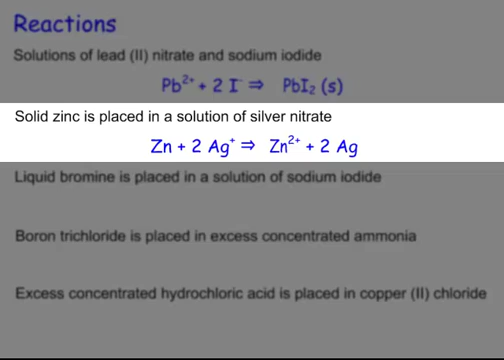 Reactions
Solutions of lead (II) nitrate and sodium iodide
Pb²⁺ + 2 I⁻ ⇒ PbI₂ (s)
Solid zinc is placed in a solution of silver nitrate
Zn + 2 Ag⁺ ⇒ Zn²⁺ + 2 Ag
Liquid bromine is placed in a solution of sodium iodide
Boron trichloride is placed in excess concentrated ammonia
Excess concentrated hydrochloric acid is placed in copper (II) chloride